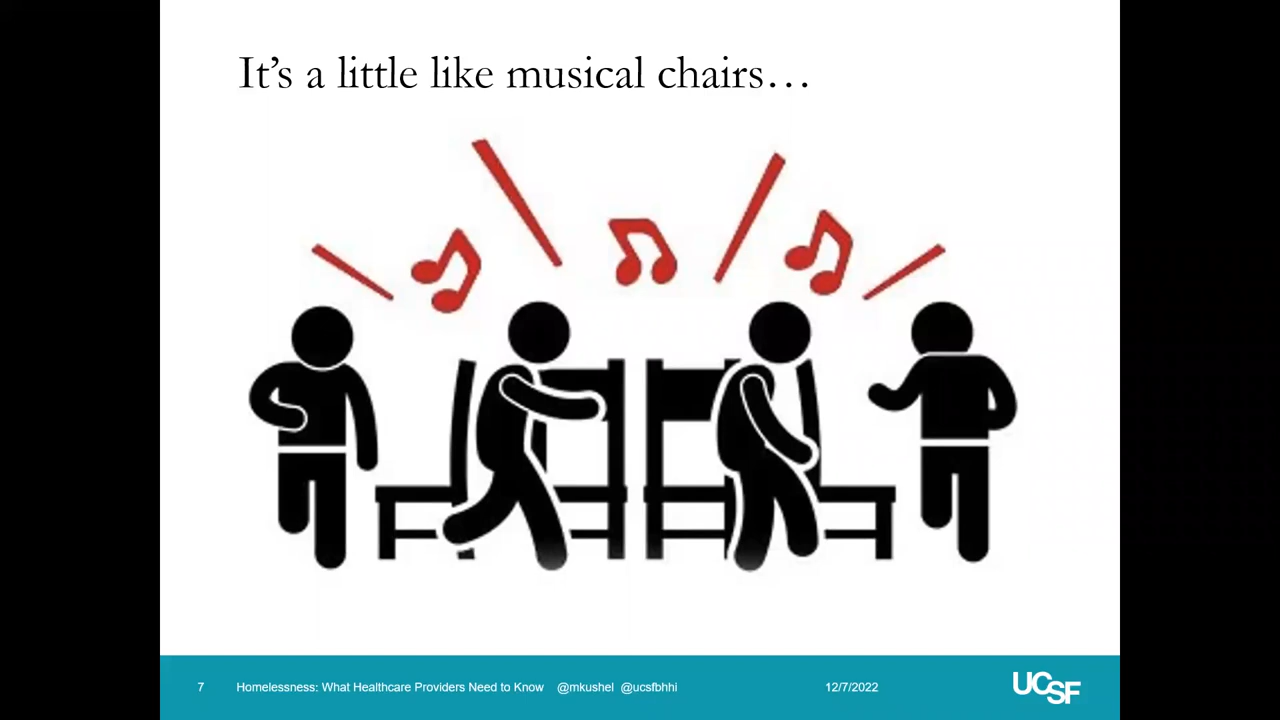 It’s a little like musical chairs…
7 Homelessness: What Healthcare Providers Need to Know @mkushel @ucsfbhhi 12/7/2022 UCSF